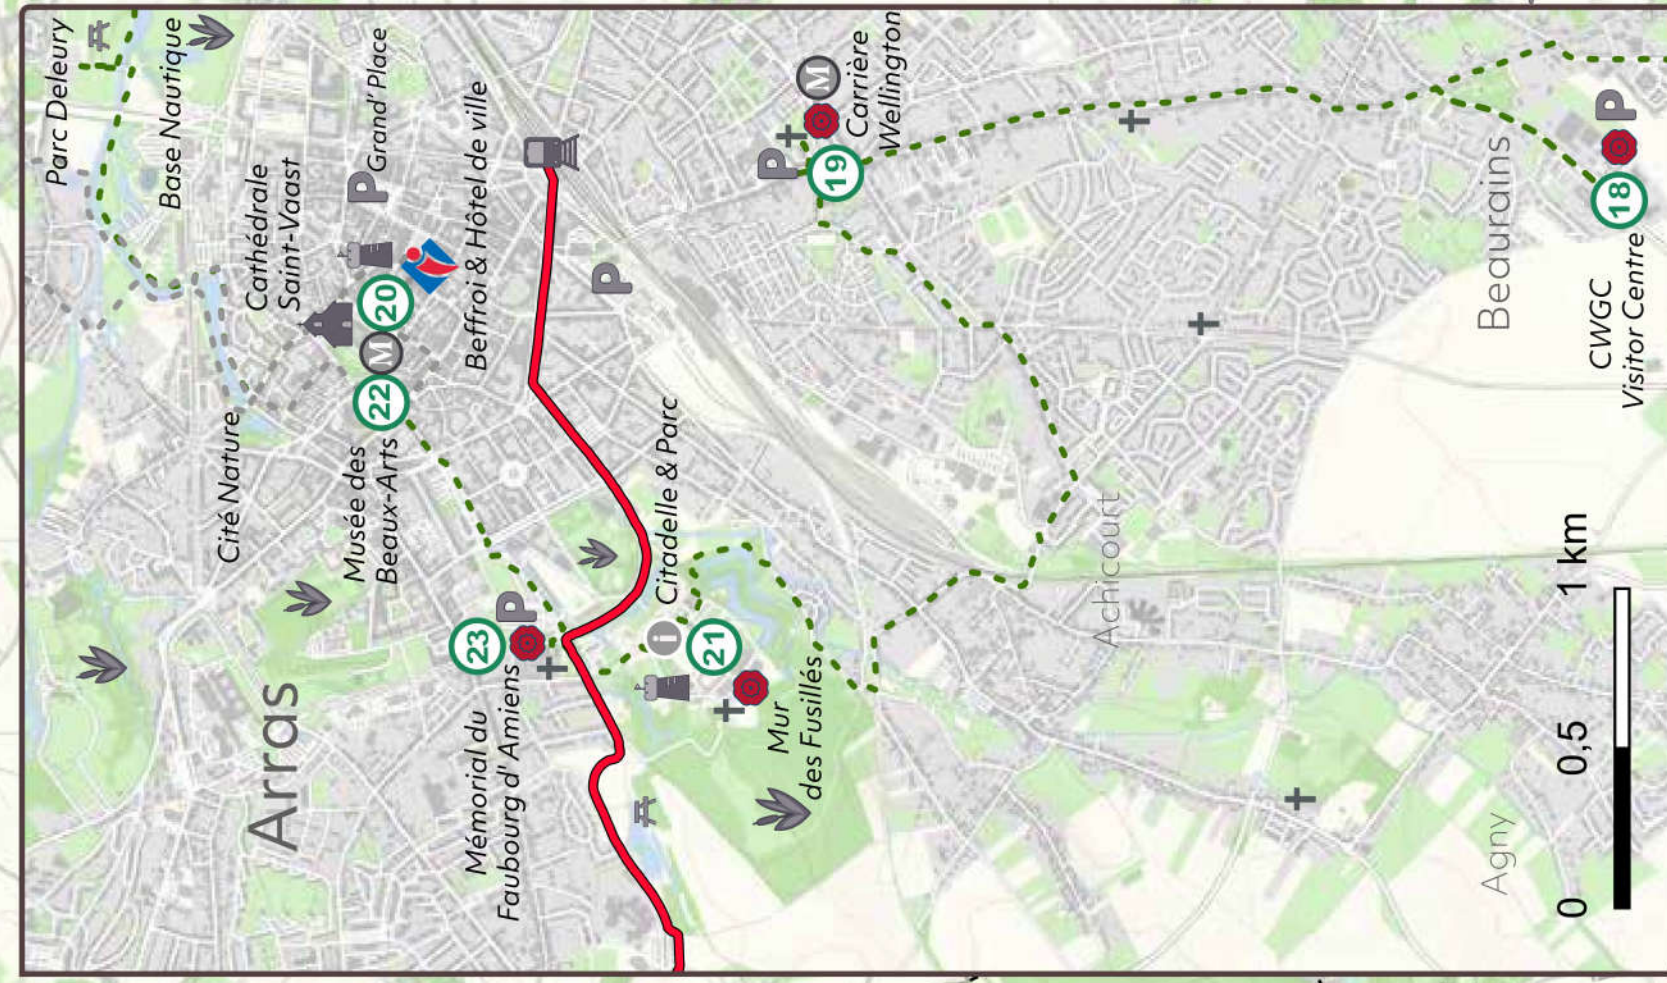 Parc Deleury
Base Nautique
Cathédrale
Saint-Vaast
P
Grand'Place
Beffroi & Hôtel de ville
20
M
22
Cité Nature
Musée des
Beaux-Arts
Arras
P
23
Mémorial du
Faubourg d'Amiens
P
Citadelle & Parc
i
21
Mur
des Fusillés
P
M
Carrière
Wellington
19
Achicourt
Agny
Beaurains
P
18
CWGC
Visitor Centre
0 0,5 1 km